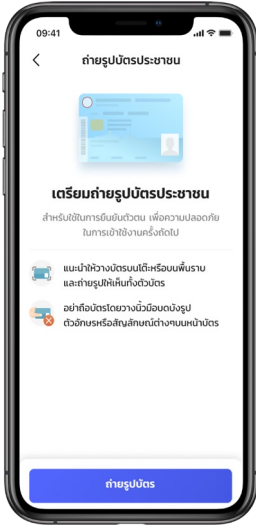 09:41
ถ่ายรูปบัตรประชาชน
เตรียมถ่ายรูปบัตรประชาชน
สำหรับใช้ในการยืนยันตัวตน เพื่อความปลอดภัย
ในการเข้าใช้งานครั้งถัดไป
แนะนำให้วางบัตรบนโต๊ะหรือบนพื้นราบ
และถ่ายรูปให้เห็นทั้งตัวบัตร
อย่าถือบัตรโดยวางนิ้วมือบดบังรูป
ตัวอักษรหรือสัญลักษณ์ต่างๆบนหน้าบัตร
ถ่ายรูปบัตร